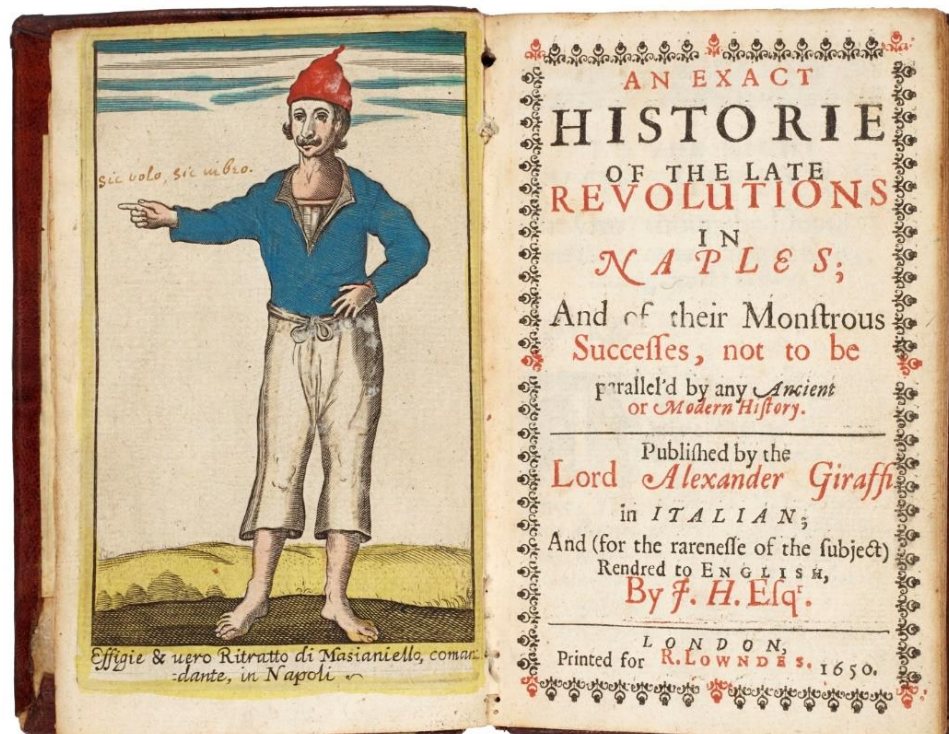 sic volo, sic iubeo.
Effigie & uero Ritratto di Masianiello, coman=
=dante, in Napoli
AN EXACT
HISTORIE
OF THE LATE
REVOLUTIONS
IN
NAPLES;
And of their Monſtrous
Succeſſes, not to be
parallel'd by any Ancient
or Modern Hiſtory.
Publiſhed by the
Lord Alexander Giraffi
in ITALIAN;
And (for the rareneſſe of the ſubject)
Rendred to ENGLISH,
By J. H. Eſqr.
LONDON,
Printed for R. LOWNDES. 1650.